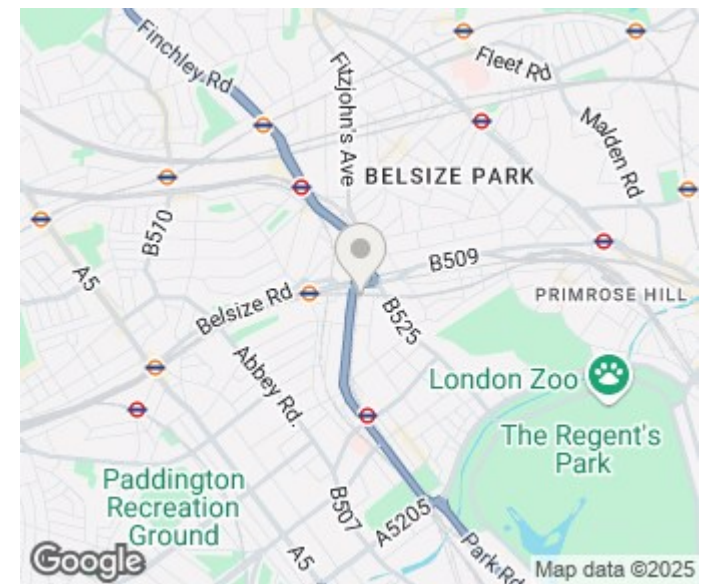 Finchley Rd
Fitzjohn's Ave
Fleet Rd
Malden Rd
BELSIZE PARK
B510
A5
B509
Belsize Rd
B525
PRIMROSE HILL
Abbey Rd.
London Zoo
The Regent's
Park
Paddington
Recreation
Ground
B507
A5205
A5
Park Rd
Google
Map data ©2025